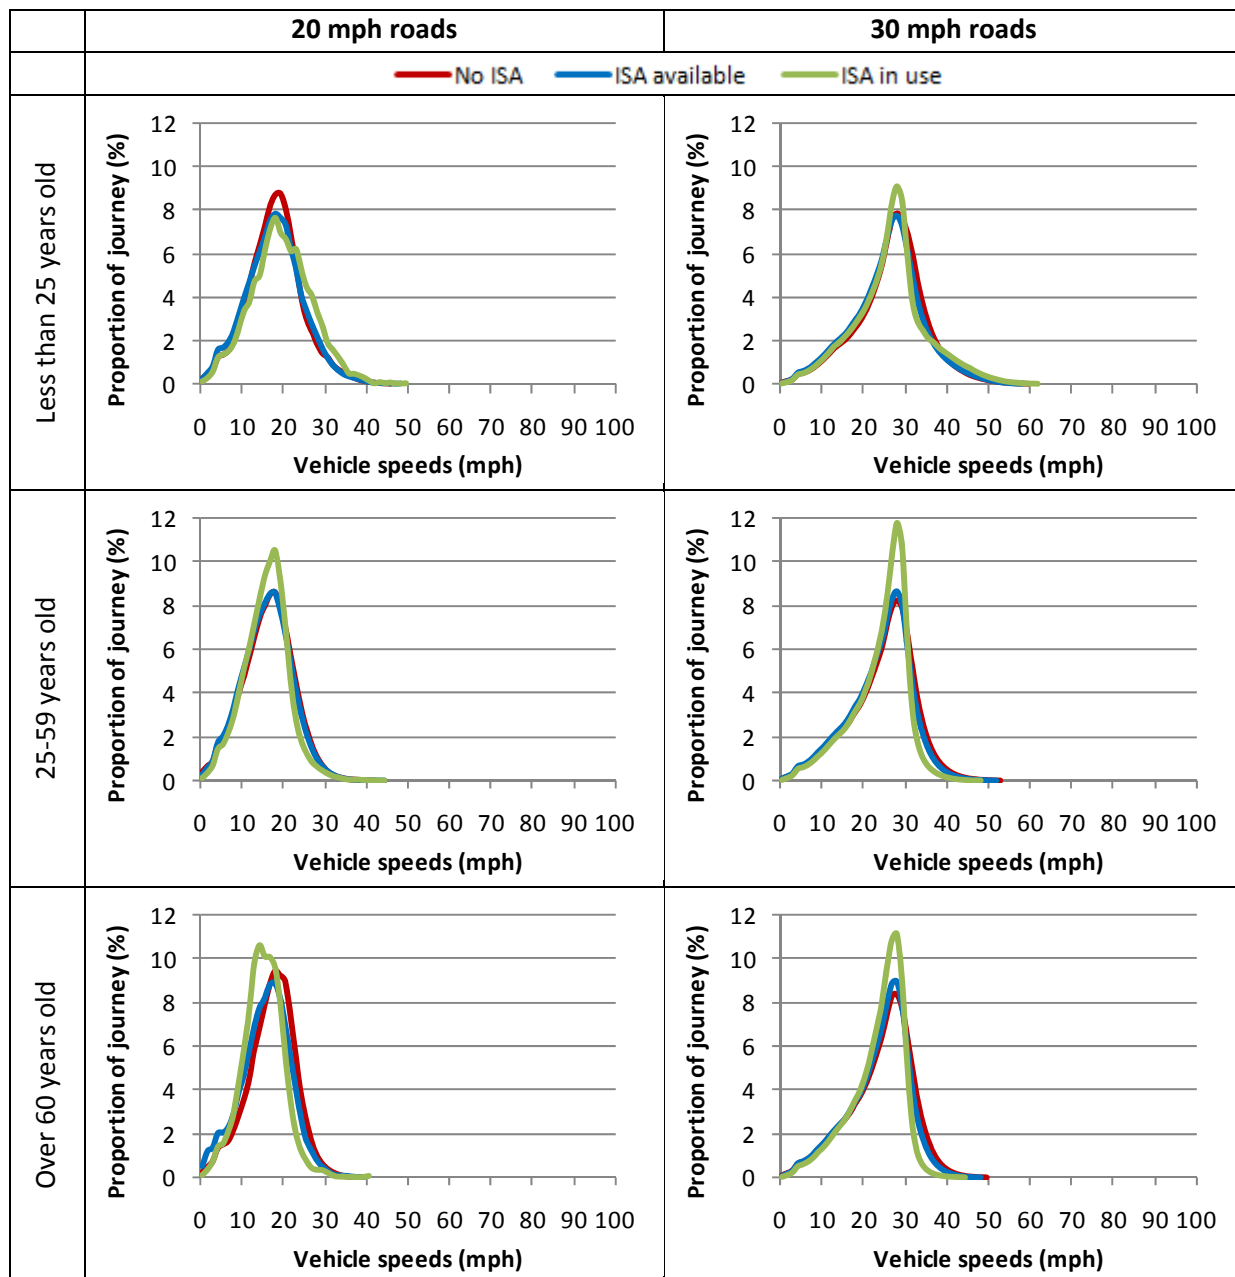 20 mph roads 30 mph roads
No ISA ISA available ISA in use
Less than 25 years old
Proportion of journey (%)
12
10
8
6
4
2
0
0 10 20 30 40 50 60 70 80 90 100
Vehicle speeds (mph)
Proportion of journey (%)
12
10
8
6
4
2
0
0 10 20 30 40 50 60 70 80 90 100
Vehicle speeds (mph)
25-59 years old
Proportion of journey (%)
12
10
8
6
4
2
0
0 10 20 30 40 50 60 70 80 90 100
Vehicle speeds (mph)
Proportion of journey (%)
12
10
8
6
4
2
0
0 10 20 30 40 50 60 70 80 90 100
Vehicle speeds (mph)
Over 60 years old
Proportion of journey (%)
12
10
8
6
4
2
0
0 10 20 30 40 50 60 70 80 90 100
Vehicle speeds (mph)
Proportion of journey (%)
12
10
8
6
4
2
0
0 10 20 30 40 50 60 70 80 90 100
Vehicle speeds (mph)